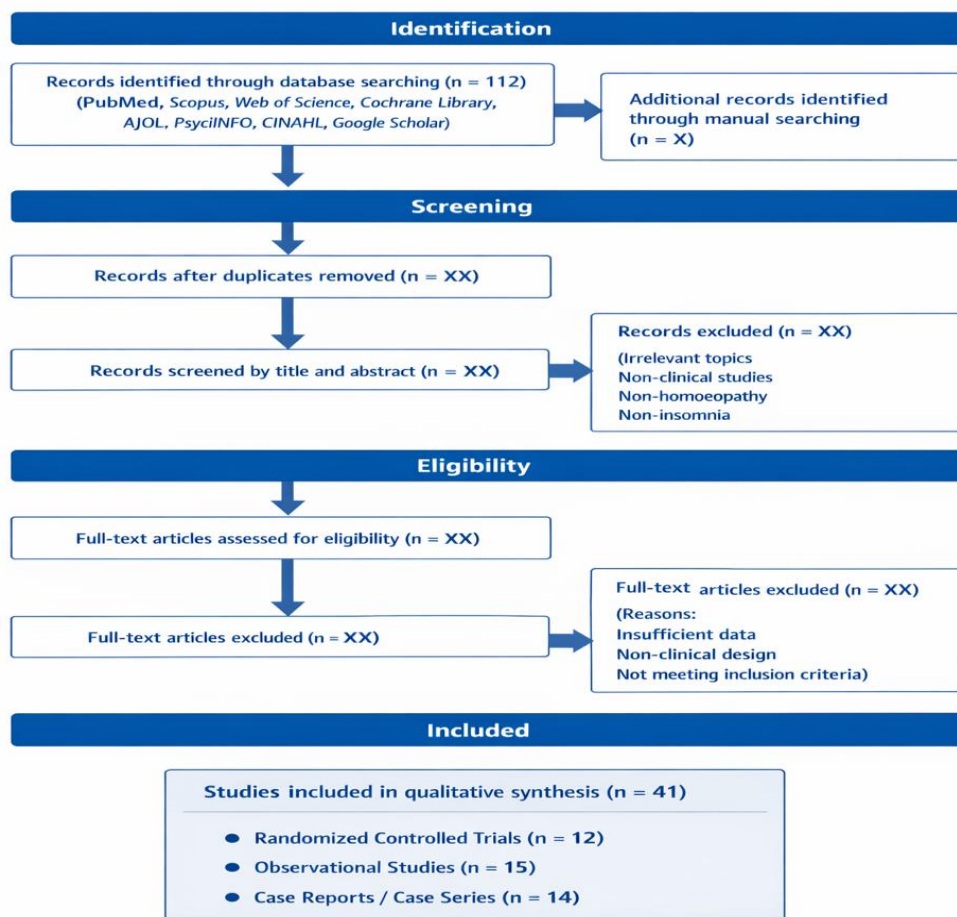 Identification
Records identified through database searching (n = 112)
(PubMed, Scopus, Web of Science, Cochrane Library,
AJOL, PsyciINFO, CINAHL, Google Scholar)
Additional records identified
through manual searching
(n = X)
Screening
Records after duplicates removed (n = XX)
Records screened by title and abstract (n = XX)
Records excluded (n = XX)
(Irrelevant topics
Non-clinical studies
Non-homoeopathy
Non-insomnia
Eligibility
Full-text articles assessed for eligibility (n = XX)
Full-text articles excluded (n = XX)
Full-text articles excluded (n = XX)
(Reasons:
Insufficient data
Non-clinical design
Not meeting inclusion criteria)
Included
Studies included in qualitative synthesis (n = 41)
● Randomized Controlled Trials (n = 12)
● Observational Studies (n = 15)
● Case Reports / Case Series (n = 14)